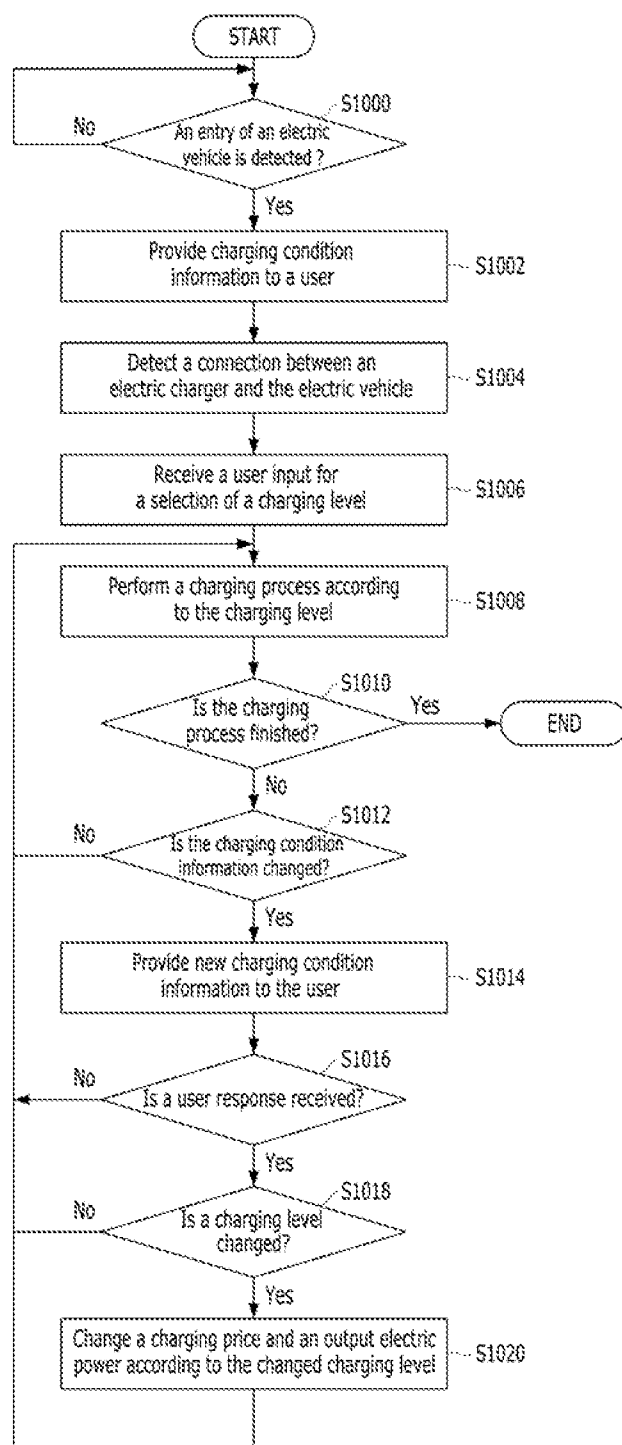 START
S1000
No
An entry of an electric
vehicle is detected ?
Yes
Provide charging condition
information to a user
S1002
Detect a connection between an
electric charger and the electric vehicle
S1004
Receive a user input for
a selection of a charging level
S1006
Perform a charging process according
to the charging level
S1008
S1010
Is the charging
process finished?
Yes
END
No
S1012
No
Is the charging condition
information changed?
Yes
Provide new charging condition
information to the user
S1014
S1016
No
Is a user response received?
Yes
S1018
No
Is a charging level
changed?
Yes
Change a charging price and an output electric
power according to the changed charging level
S1020